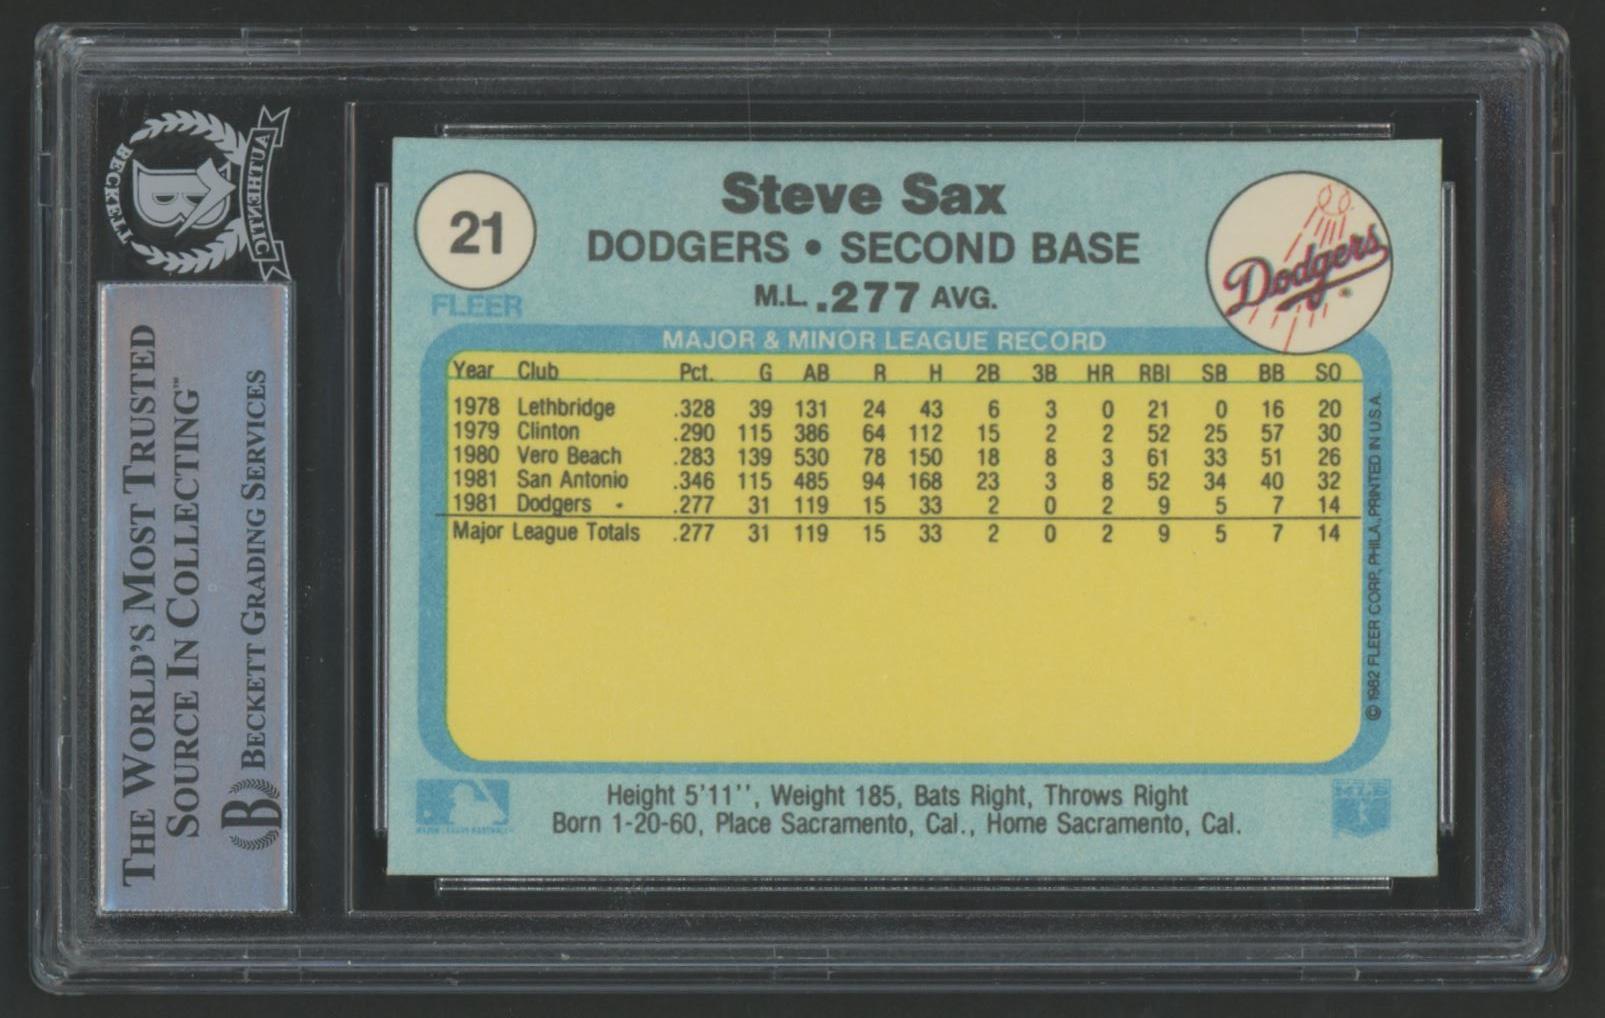 BECKETT
AUTHENTIC
B
THE WORLD'S MOST TRUSTED
SOURCE IN COLLECTING™
B BECKETT GRADING SERVICES
21
FLEER
Steve Sax
DODGERS • SECOND BASE
M.L. .277 AVG.
Dodgers
MAJOR & MINOR LEAGUE RECORD
Year Club Pct. G AB R H 2B 3B HR RBI SB BB SO
1978 Lethbridge .328 39 131 24 43 6 3 0 21 0 16 20
1979 Clinton .290 115 386 64 112 15 2 2 52 25 57 30
1980 Vero Beach .283 139 530 78 150 18 8 3 61 33 51 26
1981 San Antonio .346 115 485 94 168 23 3 8 52 34 40 32
1981 Dodgers .277 31 119 15 33 2 0 2 9 5 7 14
Major League Totals .277 31 119 15 33 2 0 2 9 5 7 14
© 1982 FLEER CORP., PHILA., PRINTED IN U.S.A.
Height 5'11'', Weight 185, Bats Right, Throws Right
Born 1-20-60, Place Sacramento, Cal., Home Sacramento, Cal.
MAJOR LEAGUE BASEBALL